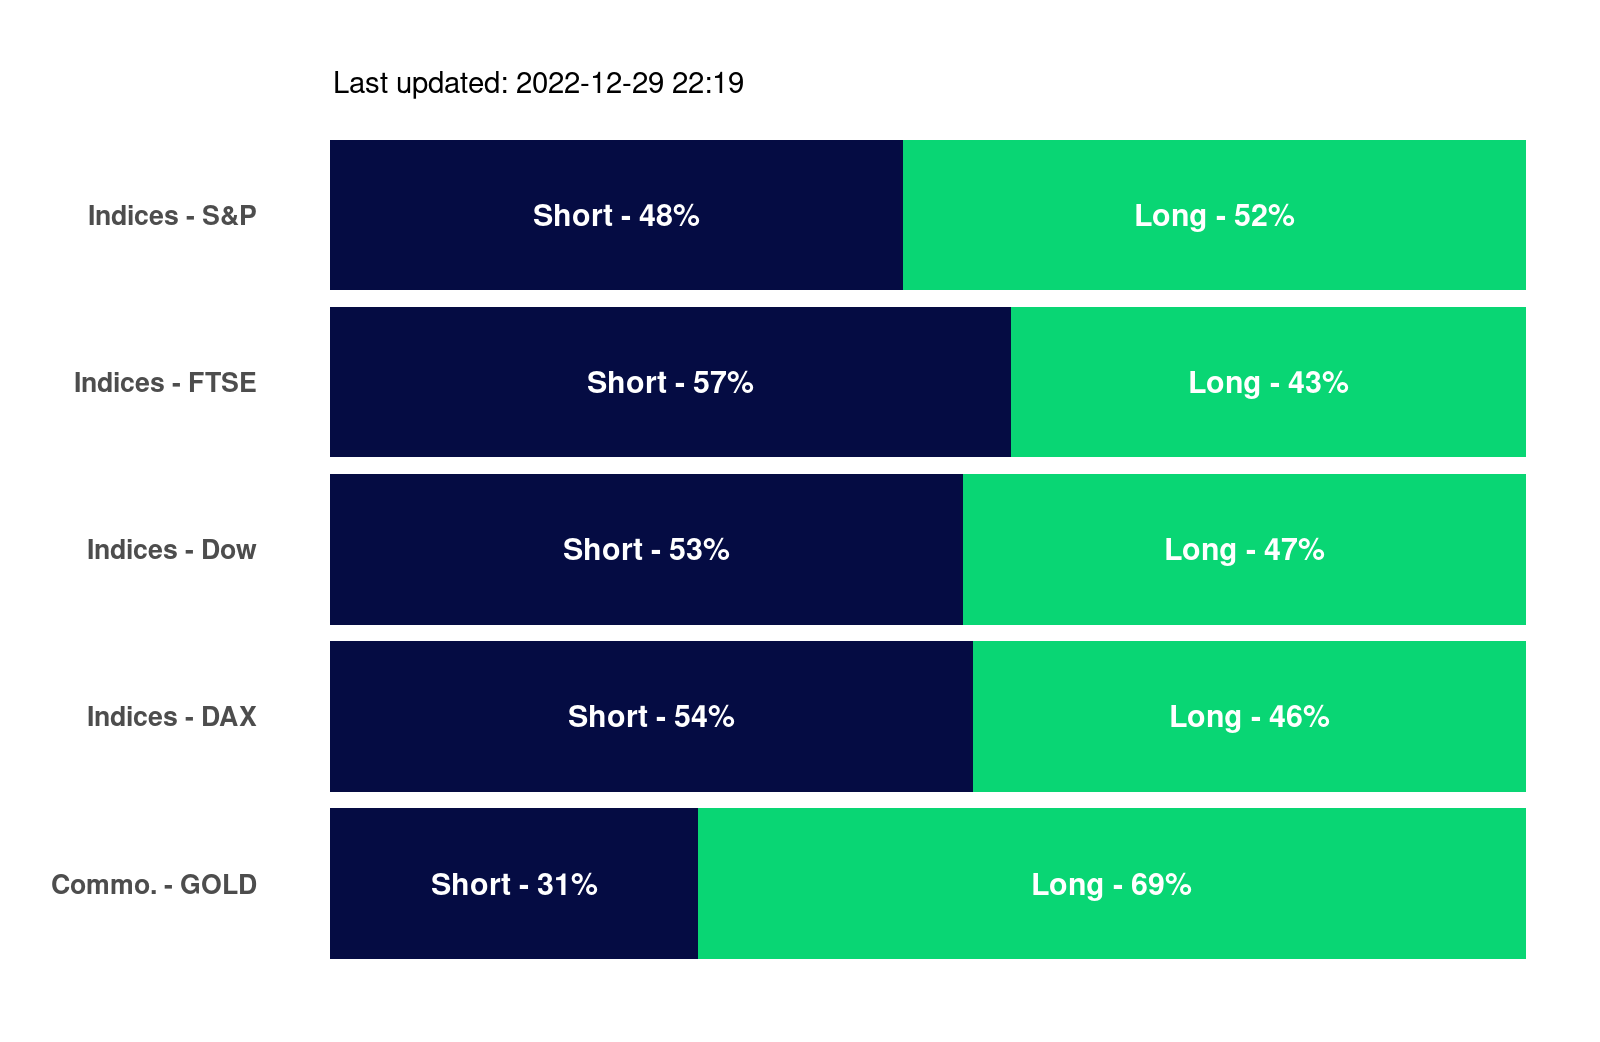 Last updated: 2022-12-29 22:19
Indices - S&P Short - 48% Long - 52%
Indices - FTSE Short - 57% Long - 43%
Indices - Dow Short - 53% Long - 47%
Indices - DAX Short - 54% Long - 46%
Commo. - GOLD Short - 31% Long - 69%